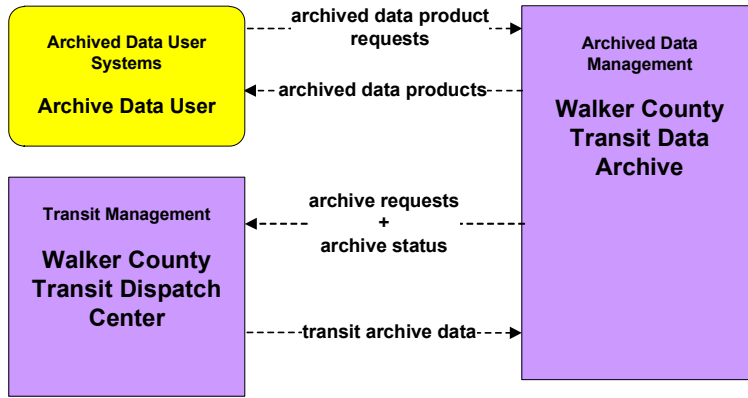 Archived Data User
Systems
Archive Data User
archived data product
requests
archived data products
Archived Data
Management
Walker County
Transit Data
Archive
Transit Management
Walker County
Transit Dispatch
Center
archive requests
+
archive status
transit archive data